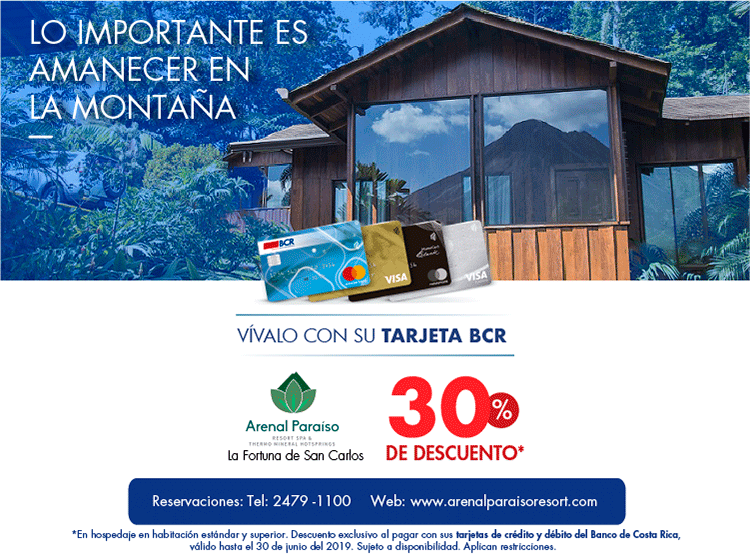 LO IMPORTANTE ES
AMANECER EN
LA MONTAÑA
BCR
VISA
VISA
VÍVALO CON SU TARJETA BCR
Arenal Paraíso
RESORT SPA &
THERMO MINERAL HOTSPRINGS
La Fortuna de San Carlos
30%
DE DESCUENTO*
Reservaciones: Tel: 2479 -1100 Web: www.arenalparaisoresort.com
*En hospedaje en habitación estándar y superior. Descuento exclusivo al pagar con sus tarjetas de crédito y débito del Banco de Costa Rica,
válido hasta el 30 de junio del 2019. Sujeto a disponibilidad. Aplican restricciones.